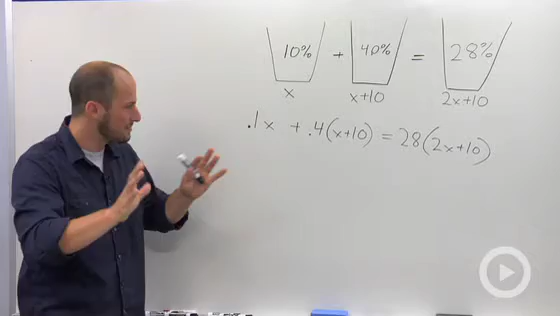 10% + 40% = 28%
x x+10 2x+10
.1x + .4(x+10) = 28(2x+10)